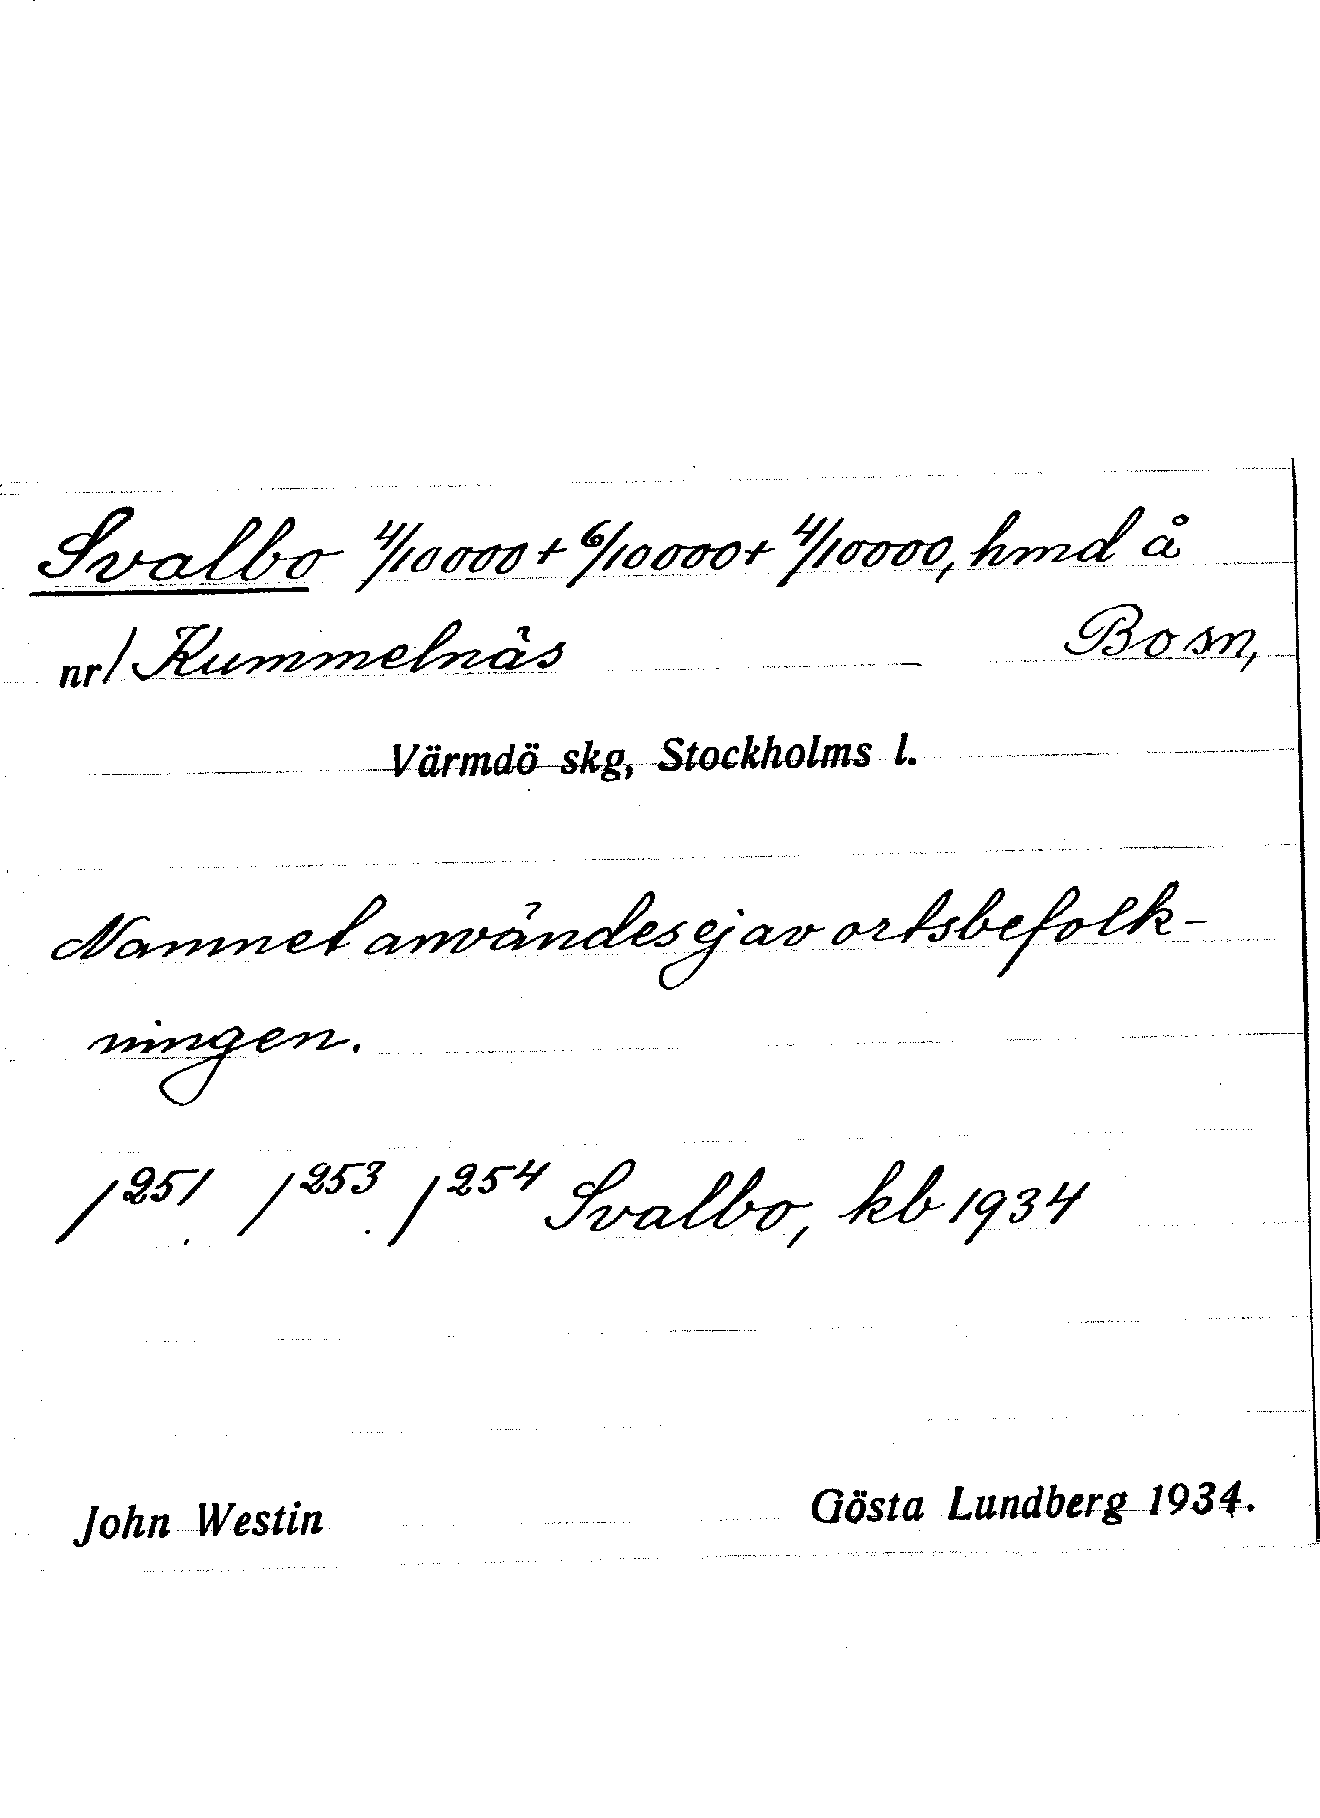 Svalbo 4/10000 + 6/10000 + 4/10000, hmd å
nr 1 Kummelnäs Bo sn,
Värmdö skg, Stockholms l.
Namnet användes ej av ortsbefolk-
ningen.
1²⁵¹. 1²⁵³. 1²⁵⁴ Svalbo, kb 1934
John Westin Gösta Lundberg 1934.